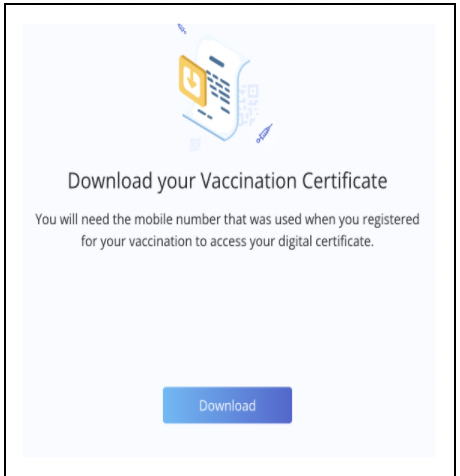 Download your Vaccination Certificate
You will need the mobile number that was used when you registered
for your vaccination to access your digital certificate.
Download